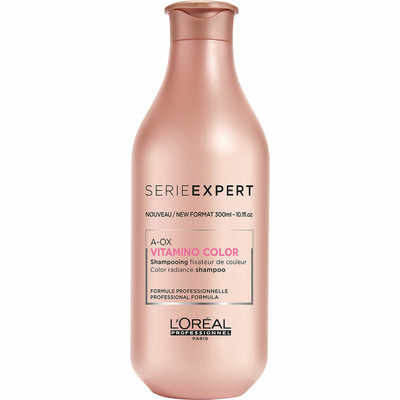 SERIEEXPERT
NOUVEAU / NEW FORMAT 300ml - 10.1fl.oz
A-OX
VITAMINO COLOR
Shampooing fixateur de couleur
Color radiance shampoo
FORMULE PROFESSIONNELLE
PROFESSIONAL FORMULA
L'ORÉAL
PROFESSIONNEL
PARIS